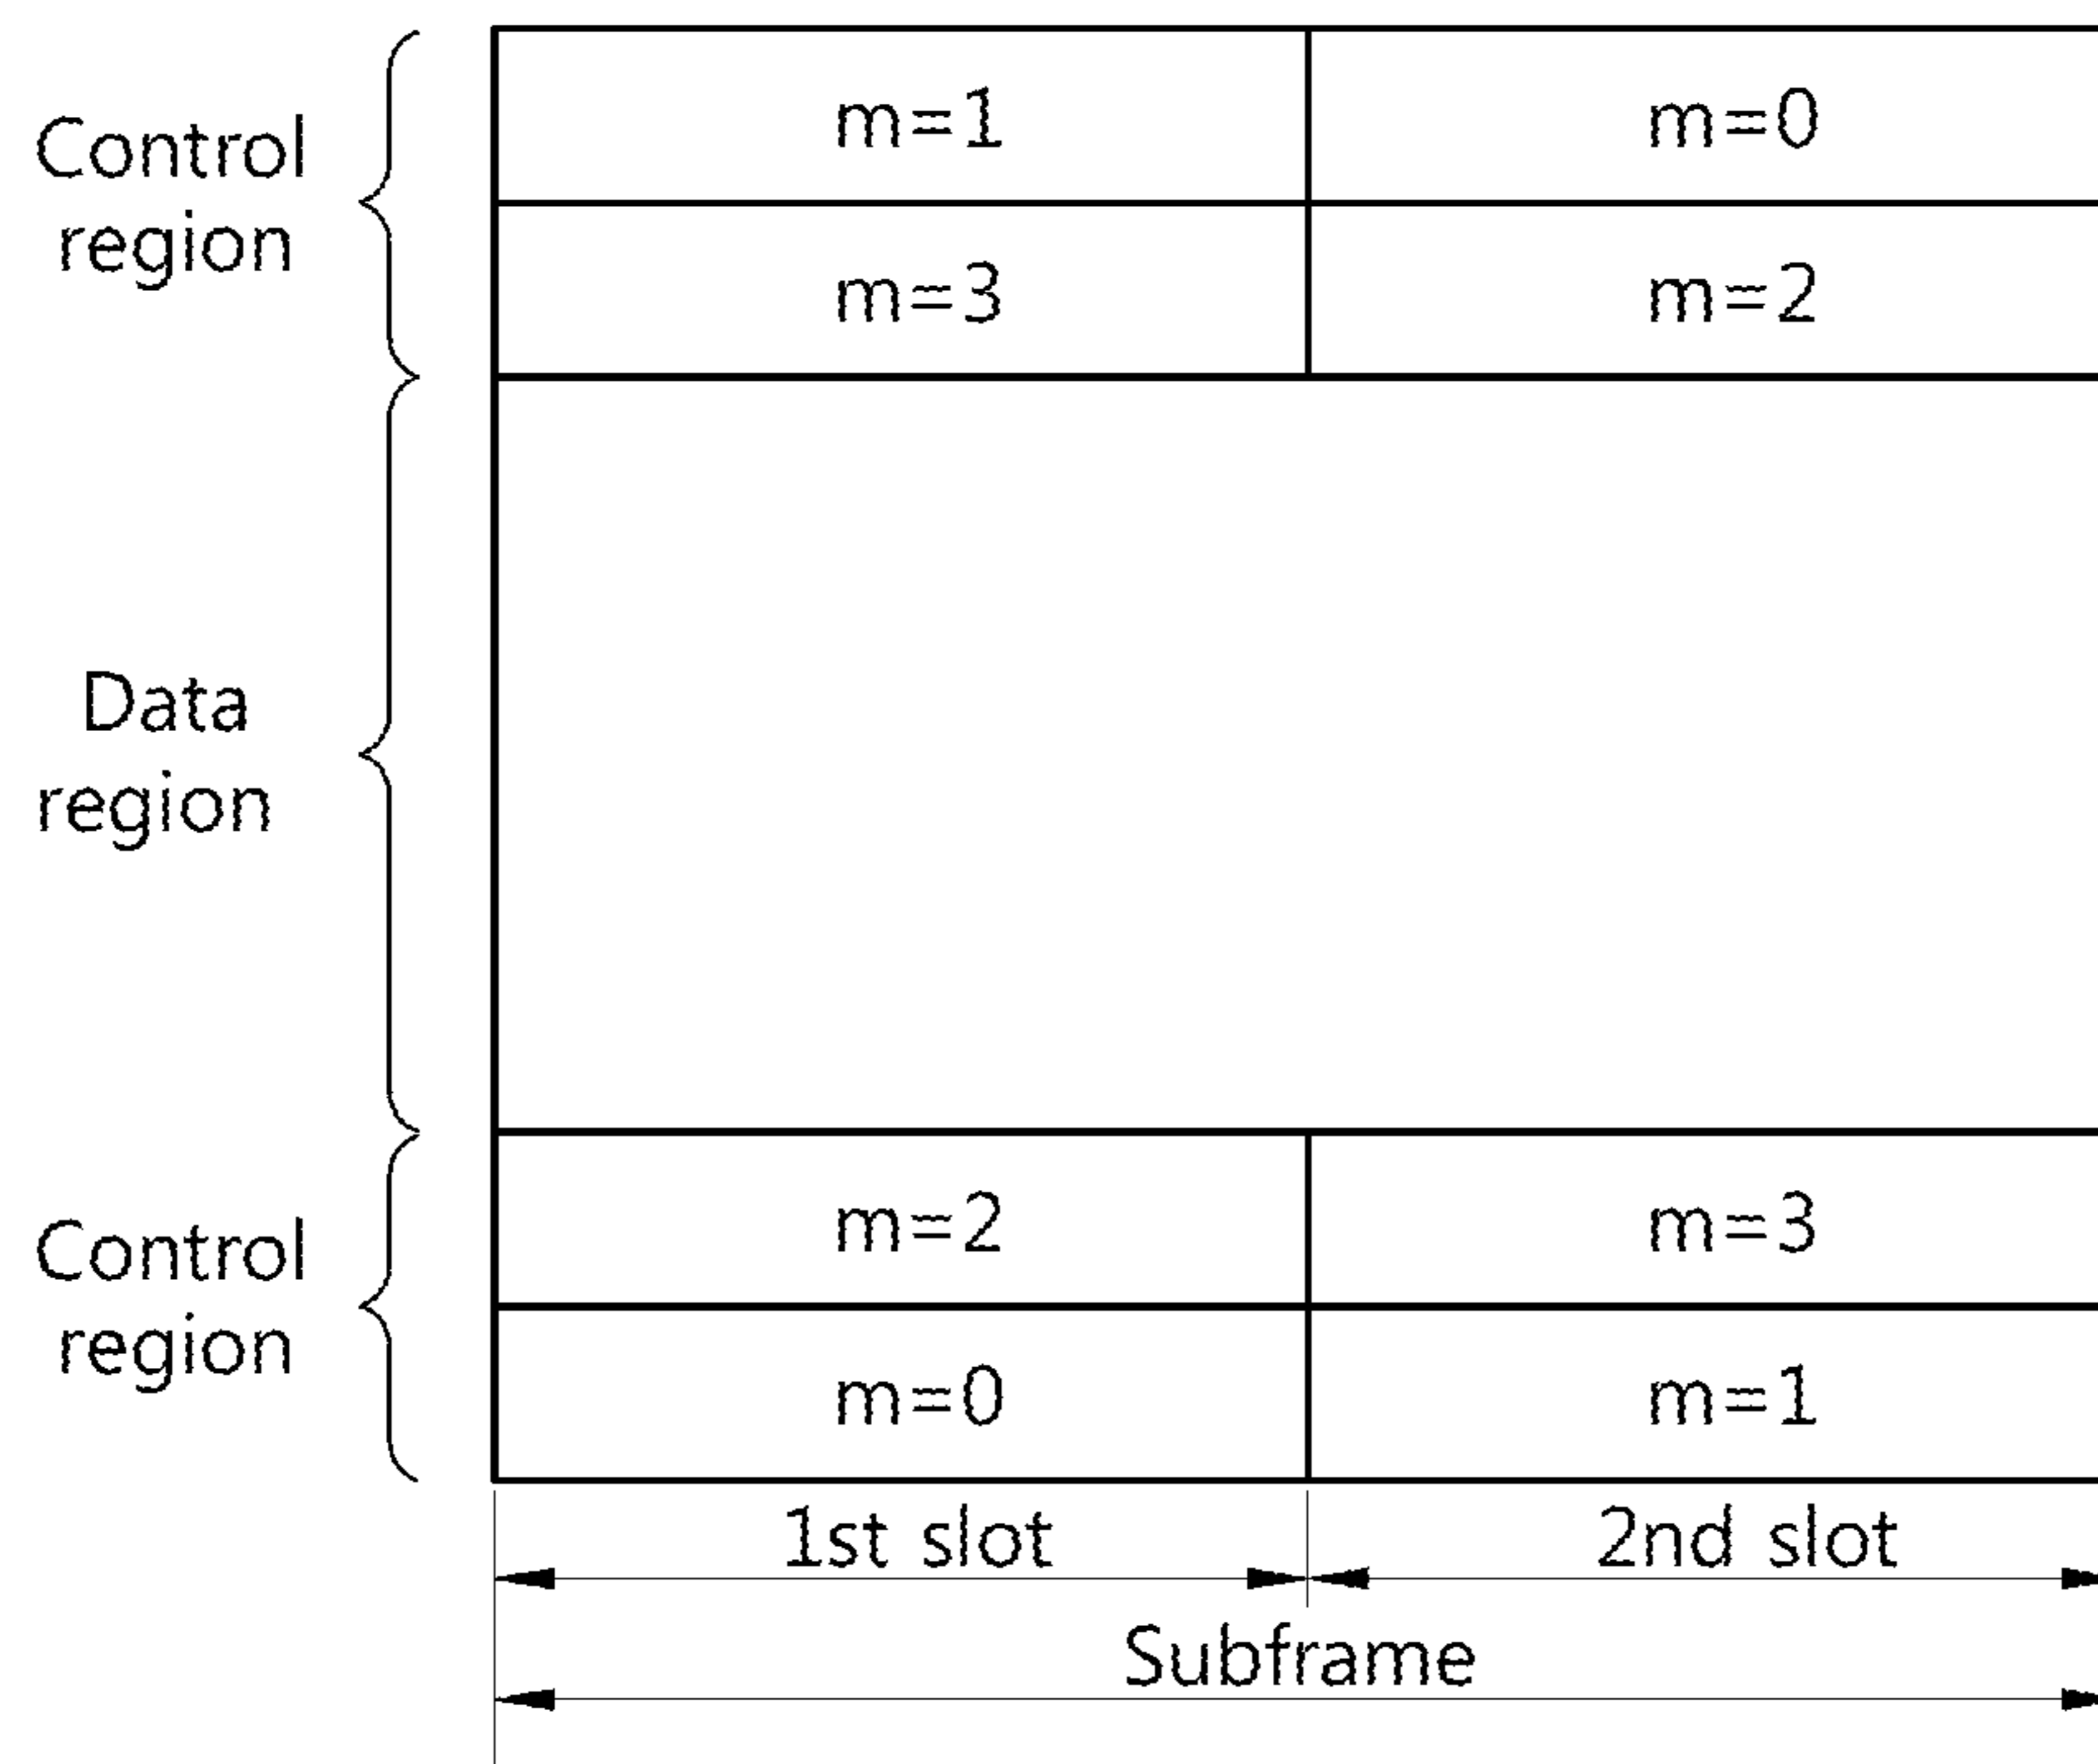 m=1 m=0
Control
region
m=3 m=2
Data
region
m=2 m=3
Control
region
m=0 m=1
1st slot 2nd slot
Subframe